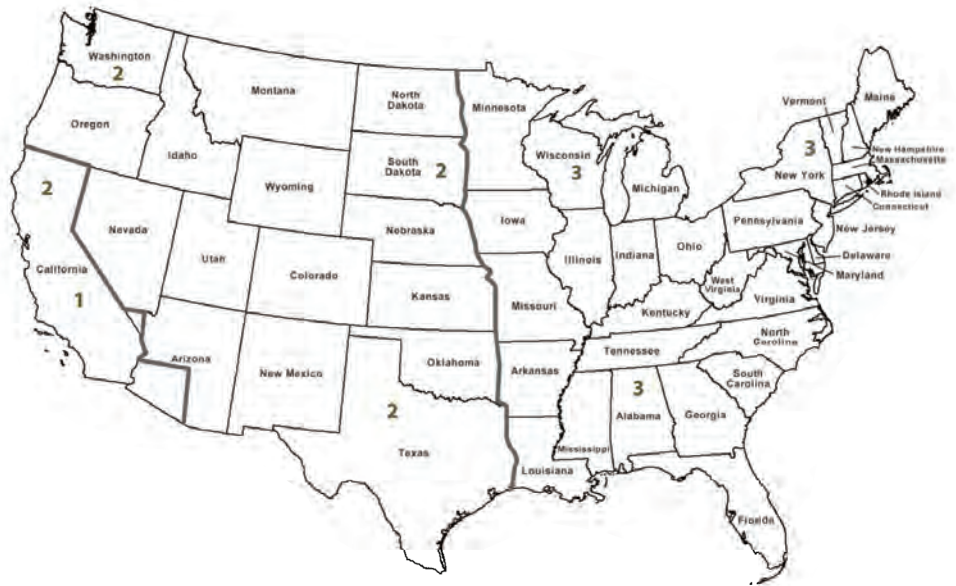 Washington
2
Oregon
Idaho
Montana
North
Dakota
South
Dakota
2
Wyoming
Nebraska
2
California
1
Nevada
Utah
Colorado
Kansas
Arizona
New Mexico
Oklahoma
2
Texas
Minnesota
Wisconsin
3
Michigan
Iowa
Illinois
Indiana
Ohio
Missouri
Kentucky
West
Virginia
Virginia
Tennessee
North
Carolina
South
Carolina
Arkansas
Mississippi
3
Alabama
Georgia
Louisiana
Florida
Pennsylvania
3
New York
Vermont
Maine
New Hampshire
Massachusetts
Rhode Island
Connecticut
New Jersey
Delaware
Maryland